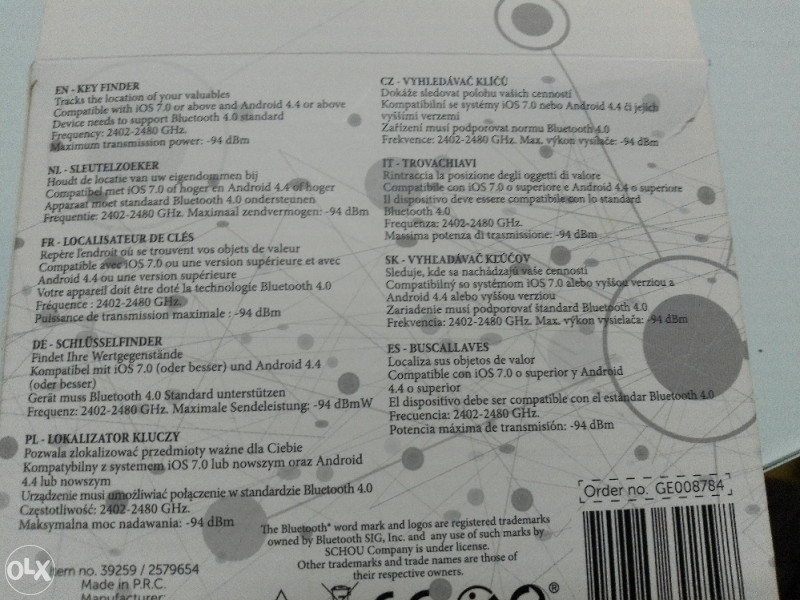 EN - KEY FINDER
Tracks the location of your valuables
Compatible with iOS 7.0 or above and Android 4.4 or above
Device needs to support Bluetooth 4.0 standard
Frequency: 2402-2480 GHz.
Maximum transmission power: -94 dBm
NL - SLEUTELZOEKER
Houdt de locatie van uw eigendommen bij
Compatibel met iOS 7.0 of hoger en Android 4.4 of hoger
Apparaat moet standaard Bluetooth 4.0 ondersteunen
Frequentie: 2402-2480 GHz. Maximaal zendvermogen: -94 dBm
FR - LOCALISATEUR DE CLÉS
Repère l'endroit où se trouvent vos objets de valeur
Compatible avec iOS 7.0 ou une version supérieure et avec
Android 4.4 ou une version supérieure
Votre appareil doit être doté la technologie Bluetooth 4.0
Fréquence : 2402-2480 GHz.
Puissance de transmission maximale : -94 dBm
DE - SCHLÜSSELFINDER
Findet Ihre Wertgegenstände
Kompatibel mit iOS 7.0 (oder besser) und Android 4.4
(oder besser)
Gerät muss Bluetooth 4.0 Standard unterstützen
Frequenz: 2402-2480 GHz. Maximale Sendeleistung: -94 dBmW
PL - LOKALIZATOR KLUCZY
Pozwala zlokalizować przedmioty ważne dla Ciebie
Kompatybilny z systemem iOS 7.0 lub nowszym oraz Android
4.4 lub nowszym
Urządzenie musi umożliwiać połączenie w standardzie Bluetooth 4.0
Częstotliwość: 2402-2480 GHz.
Maksymalna moc nadawania: -94 dBm
CZ - VYHLEDÁVAČ KLÍČŮ
Dokáže sledovat polohu vašich cenností
Kompatibilní se systémy iOS 7.0 nebo Android 4.4 či jejich
vyššími verzemi
Zařízení musí podporovat normu Bluetooth 4.0
Frekvence: 2402-2480 GHz. Max. výkon vysílače: -94 dBm
IT - TROVACHIAVI
Rintraccia la posizione degli oggetti di valore
Compatibile con iOS 7.0 o superiore e Android 4.4 o superiore
Il dispositivo deve essere compatibile con lo standard
Bluetooth 4.0
Frequenza: 2402-2480 GHz.
Massima potenza di trasmissione: -94 dBm
SK - VYHĽADÁVAČ KĽÚČOV
Sleduje, kde sa nachádzajú vaše cennosti
Compatibilný so systémom iOS 7.0 alebo vyššou verziou a
Android 4.4 alebo vyššou verziou
Zariadenie musí podporovať štandard Bluetooth 4.0
Frekvencia: 2402-2480 GHz. Max. výkon vysielača: -94 dBm
ES - BUSCALLAVES
Localiza sus objetos de valor
Compatible con iOS 7.0 o superior y Android
4.4 o superior
El dispositivo debe ser compatible con el estándar Bluetooth 4.0
Frecuencia: 2402-2480 GHz.
Potencia máxima de transmisión: -94 dBm
Order no. GE008784
The Bluetooth® word mark and logos are registered trademarks
owned by Bluetooth SIG, Inc. and any use of such marks by
SCHOU Company is under license.
Other trademarks and trade names are those of
their respective owners.
Item no. 39259 / 2579654
Made in P.R.C.
Manufacturer:
OLX